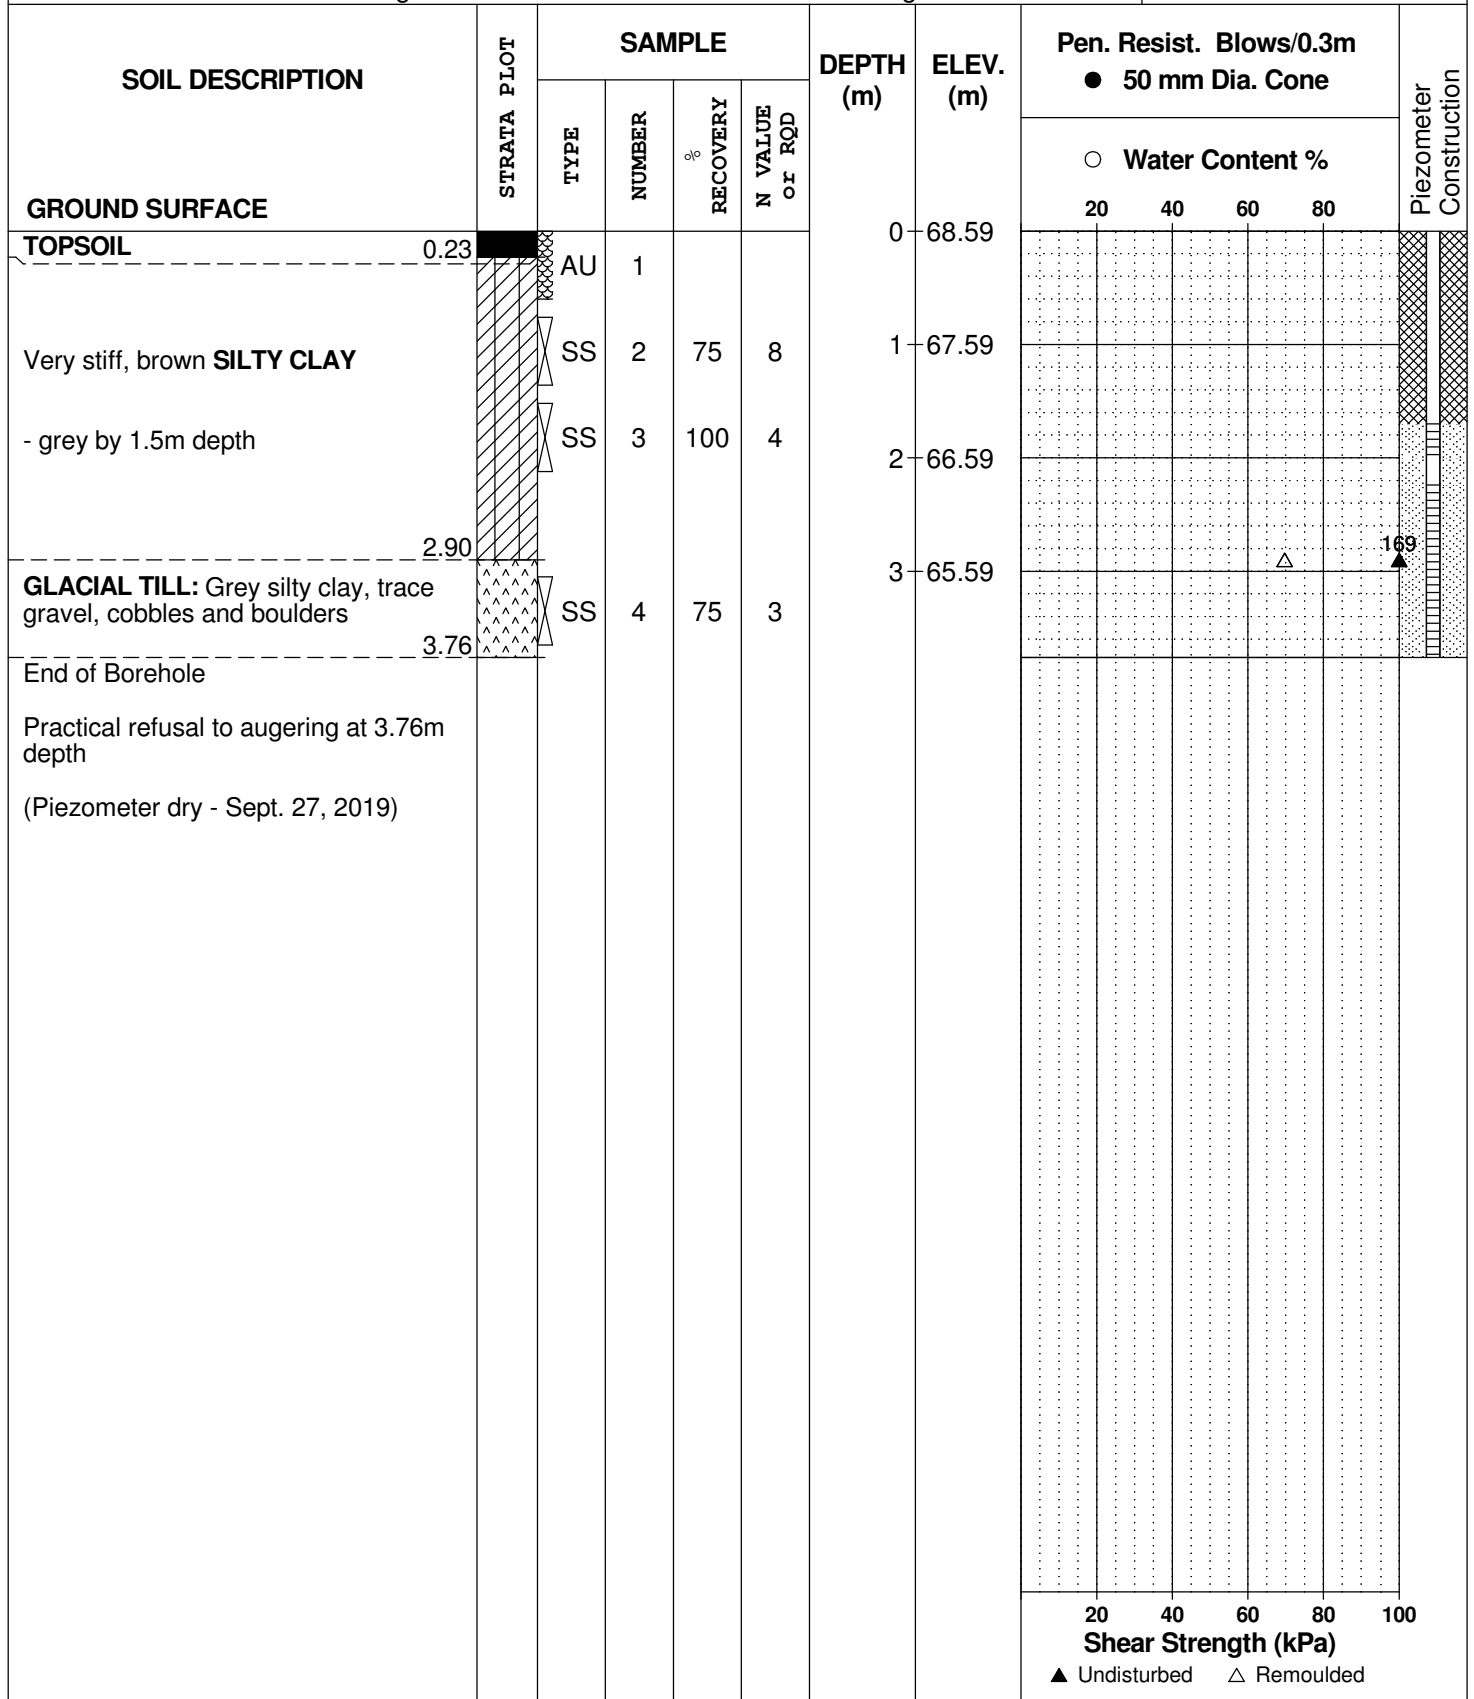 SOIL DESCRIPTION
GROUND SURFACE
STRATA PLOT
SAMPLE
TYPE
NUMBER
%
RECOVERY
N VALUE
or RQD
DEPTH
(m)
ELEV.
(m)
Pen. Resist. Blows/0.3m
● 50 mm Dia. Cone
○ Water Content %
20 40 60 80
Piezometer
Construction
TOPSOIL 0.23
AU 1
0 68.59
Very stiff, brown SILTY CLAY
SS 2 75 8
1 67.59
- grey by 1.5m depth
SS 3 100 4
2 66.59
2.90
169
3 65.59
GLACIAL TILL: Grey silty clay, trace
gravel, cobbles and boulders
SS 4 75 3
3.76
End of Borehole
Practical refusal to augering at 3.76m
depth
(Piezometer dry - Sept. 27, 2019)
20 40 60 80 100
Shear Strength (kPa)
▲ Undisturbed △ Remoulded